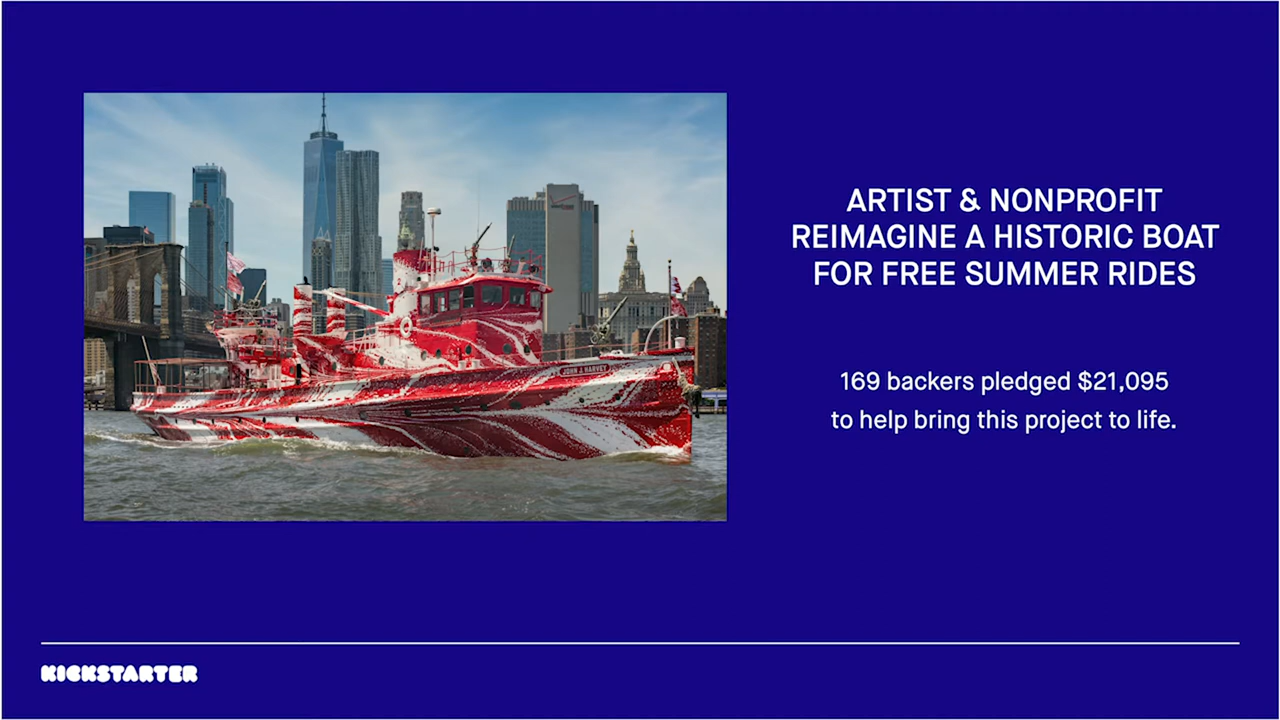 ARTIST & NONPROFIT
REIMAGINE A HISTORIC BOAT
FOR FREE SUMMER RIDES
169 backers pledged $21,095
to help bring this project to life.
verizon
JOHN J. HARVEY
KICKSTARTER